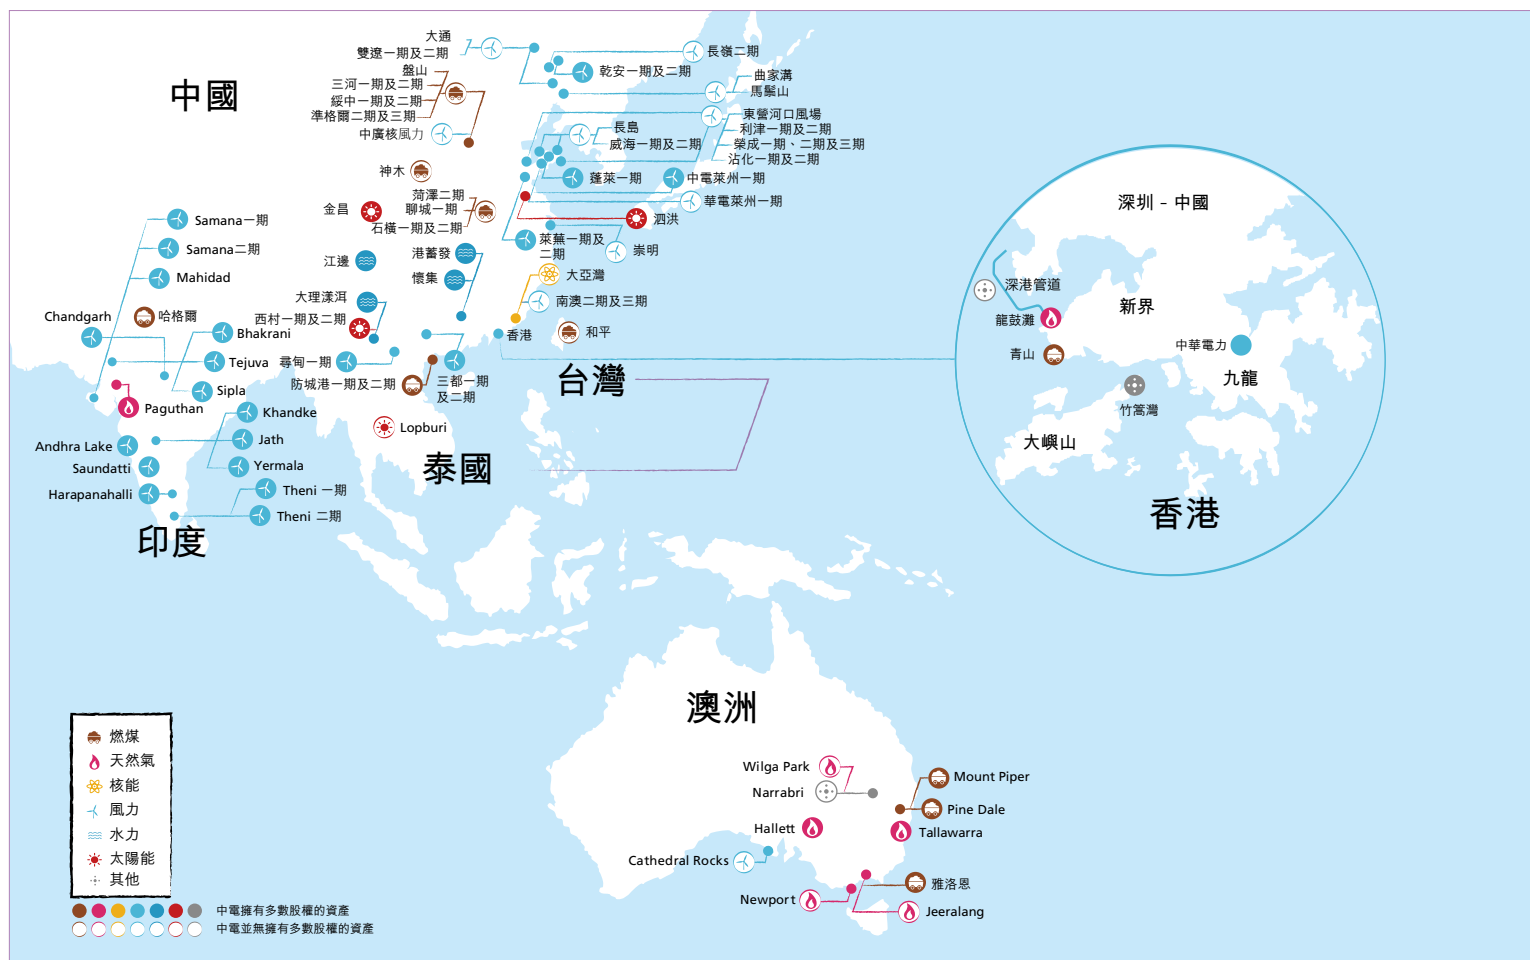 中國
大通
雙遼一期及二期
盤山
三河一期及二期
綏中一期及二期
準格爾二期及三期
中廣核風力
長嶺二期
乾安一期及二期
曲家溝
馬鬃山
東營河口風場
利津一期及二期
榮成一期、二期及三期
沾化一期及二期
長島
威海一期及二期
蓬萊一期
中電萊州一期
華電萊州一期
神木
菏澤二期
聊城一期
石橫一期及二期
金昌
泗洪
萊蕪一期及
二期
崇明
港蓄發
懷集
江邊
大亞灣
南澳二期及三期
大理漾洱
西村一期及二期
香港
和平
尋甸一期
防城港一期及二期
三都一期
及二期
台灣
Samana一期
Samana二期
Mahidad
Chandgarh
哈格爾
Bhakrani
Tejuva
Sipla
Paguthan
Khandke
Andhra Lake
Jath
Saundatti
Yermala
Harapanahalli
Theni 一期
Theni 二期
印度
Lopburi
泰國
深圳 - 中國
深港管道
新界
龍鼓灘
青山
中華電力
九龍
竹篙灣
大嶼山
香港
澳洲
Wilga Park
Narrabri
Mount Piper
Pine Dale
Hallett
Tallawarra
Cathedral Rocks
雅洛恩
Newport
Jeeralang
燃煤
天然氣
核能
風力
水力
太陽能
其他
中電擁有多數股權的資產
中電並無擁有多數股權的資產